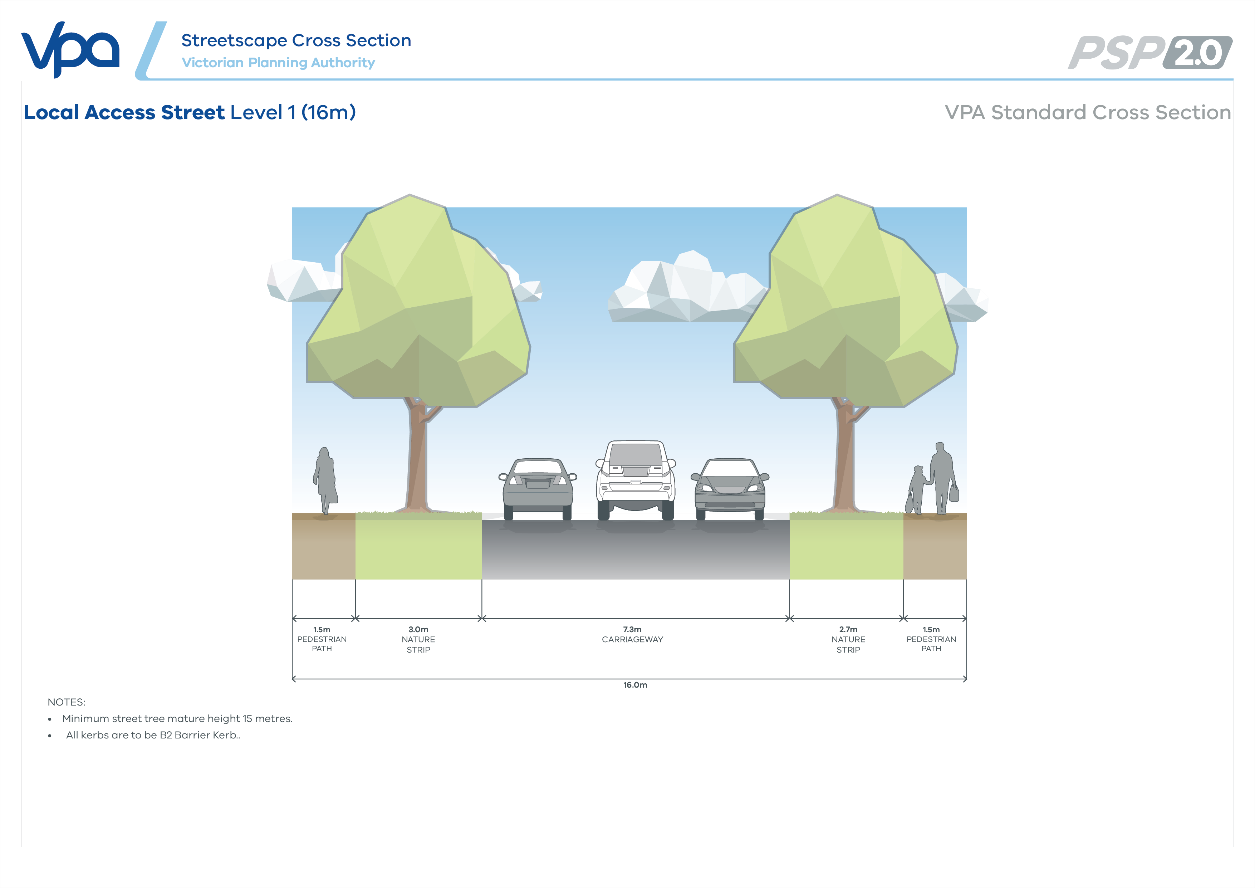 vpa
Streetscape Cross Section
Victorian Planning Authority
PSP 2.0
Local Access Street Level 1 (16m)
VPA Standard Cross Section
1.5m
PEDESTRIAN
PATH
3.0m
NATURE
STRIP
7.3m
CARRIAGEWAY
2.7m
NATURE
STRIP
1.5m
PEDESTRIAN
PATH
16.0m
NOTES:
• Minimum street tree mature height 15 metres.
• All kerbs are to be B2 Barrier Kerb..